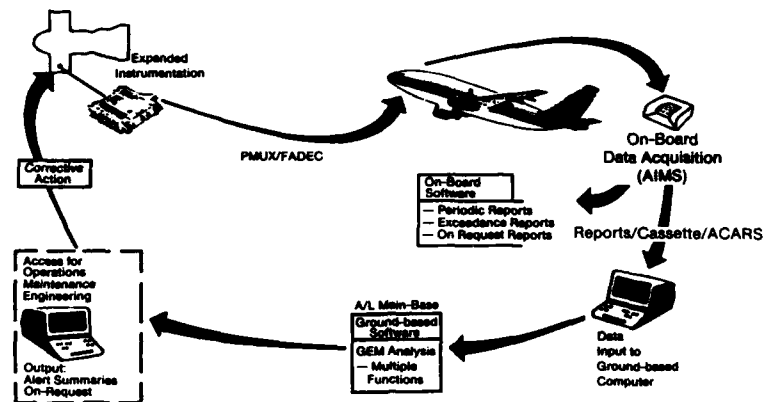 Expanded
Instrumentation
PMUX/FADEC
On-Board
Data Acquisition
(AIMS)
On-Board
Software
— Periodic Reports
— Exceedance Reports
— On Request Reports
Reports/Cassette/ACARS
Data
Input to
Ground-based
Computer
A/L Main-Base
Ground-based
Software
GEM Analysis
— Multiple
Functions
Access for
Operations
Maintenance
Engineering
Output:
Alert Summaries
On-Request
Corrective
Action